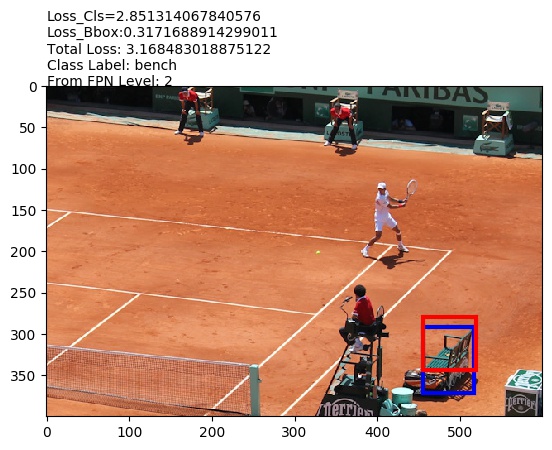 Loss_Cls=2.851314067840576
Loss_Bbox:0.3171688914299011
Total Loss: 3.168483018875122
Class Label: bench
From FPN Level: 2
0
50
100
150
200
250
300
350
0
100
200
300
400
500
PARIBAS
perrier